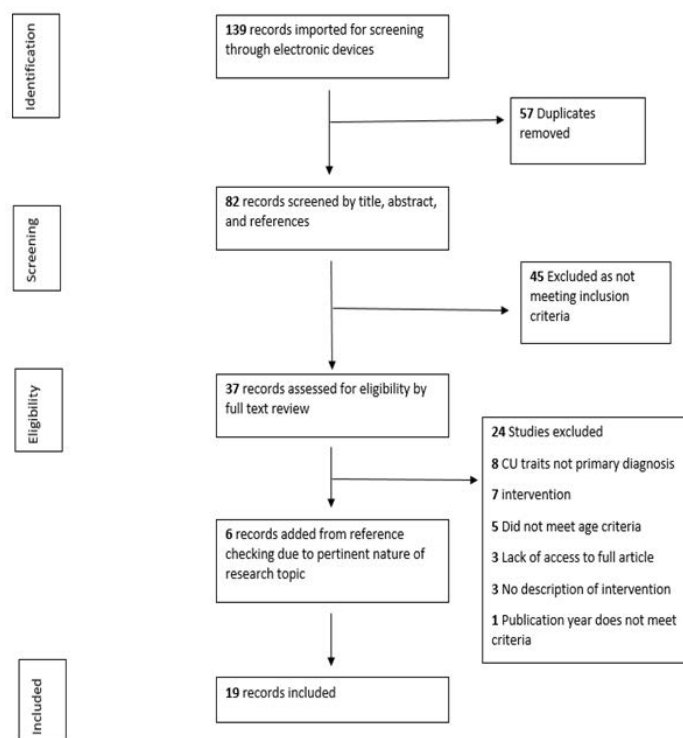 Identification
139 records imported for screening
through electronic devices
57 Duplicates
removed
82 records screened by title, abstract,
and references
Screening
45 Excluded as not
meeting inclusion
criteria
Eligibility
37 records assessed for eligibility by
full text review
24 Studies excluded
8 CU traits not primary diagnosis
7 intervention
5 Did not meet age criteria
3 Lack of access to full article
3 No description of intervention
1 Publication year does not meet
criteria
6 records added from reference
checking due to pertinent nature of
research topic
Included
19 records included